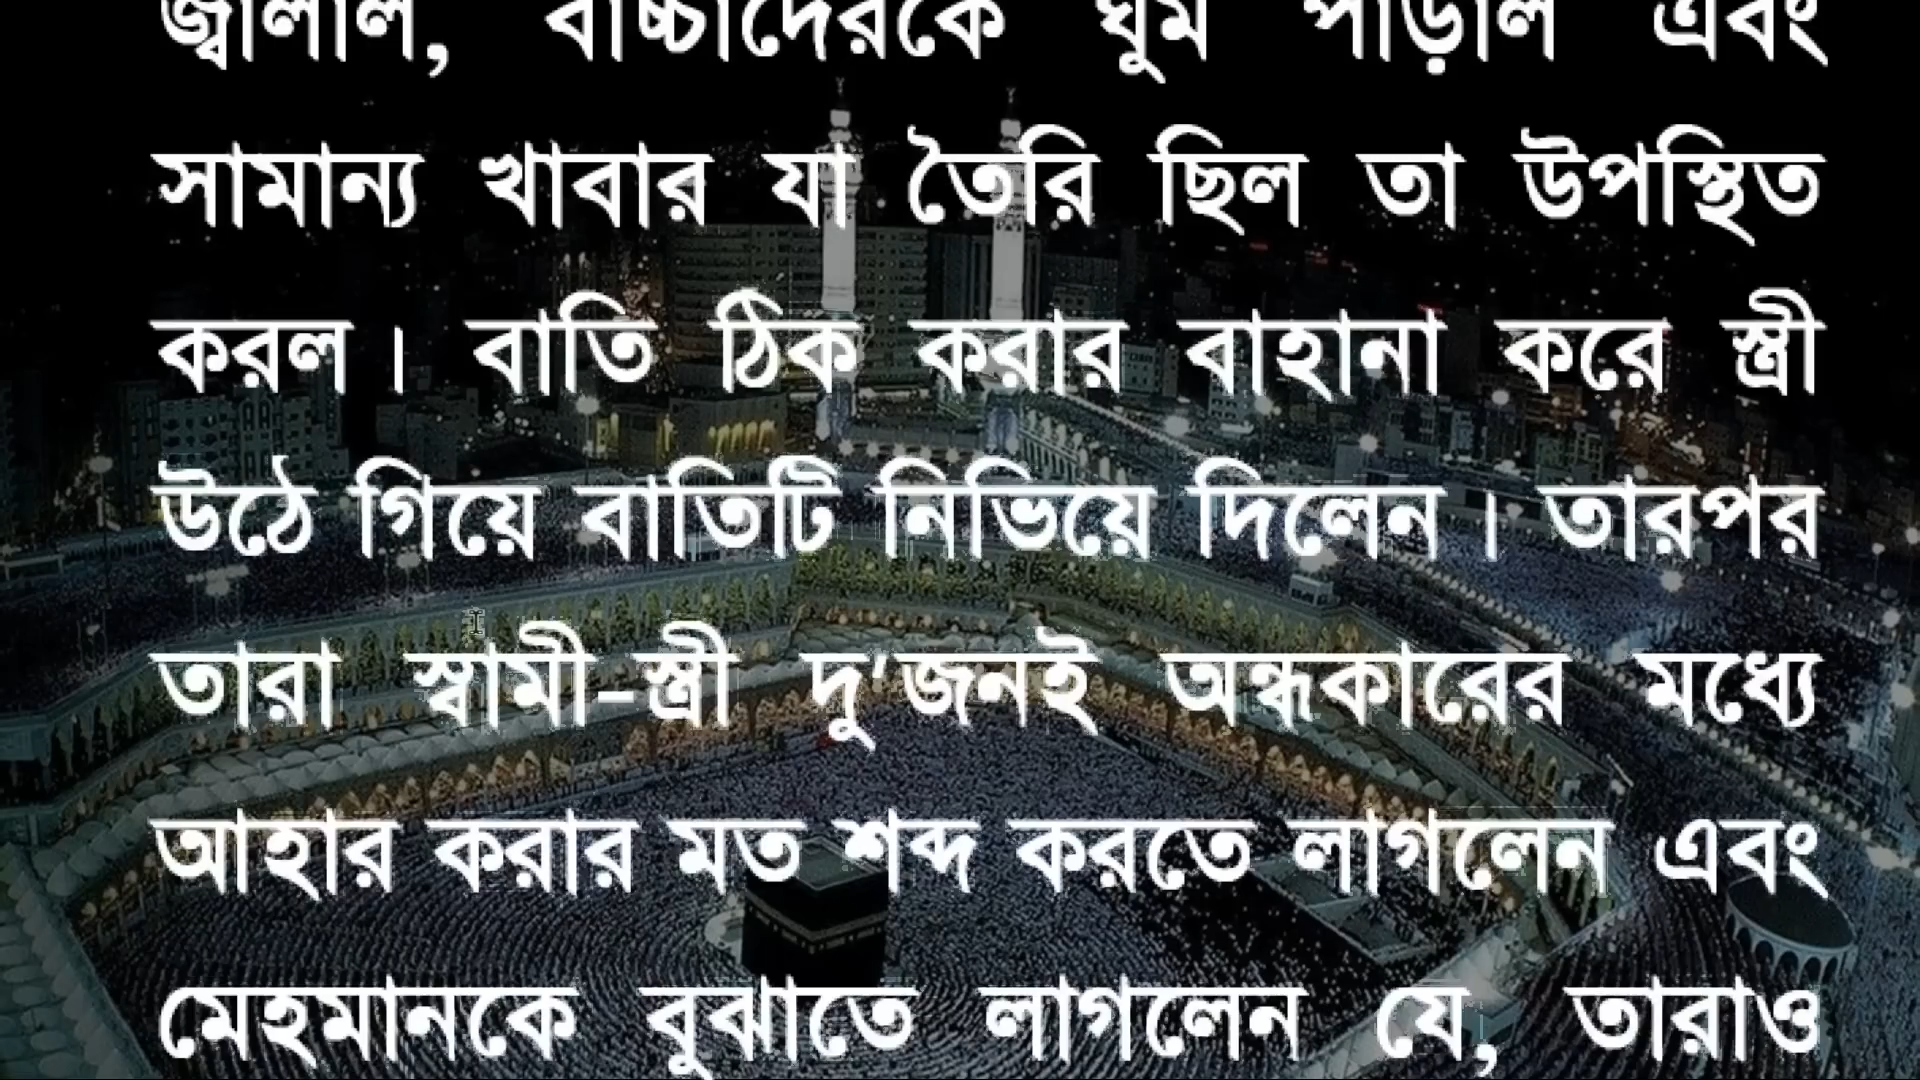 জ্বালাল, বাচ্চাদেরকে ঘুম পাড়াল এবং
সামান্য খাবার যা তৈরি ছিল তা উপস্থিত
করল। বাতি ঠিক করার বাহানা করে স্ত্রী
উঠে গিয়ে বাতিটি নিভিয়ে দিলেন। তারপর
তারা স্বামী-স্ত্রী দু’জনই অন্ধকারের মধ্যে
আহার করার মত শব্দ করতে লাগলেন এবং
মেহমানকে বুঝাতে লাগলেন যে, তারাও